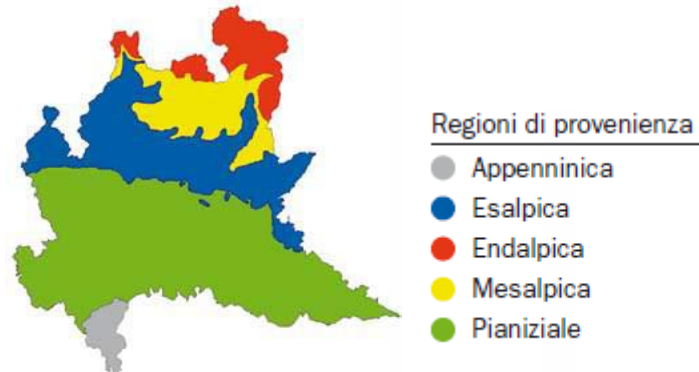 Regioni di provenienza
Appenninica
Esalpica
Endalpica
Mesalpica
Pianiziale